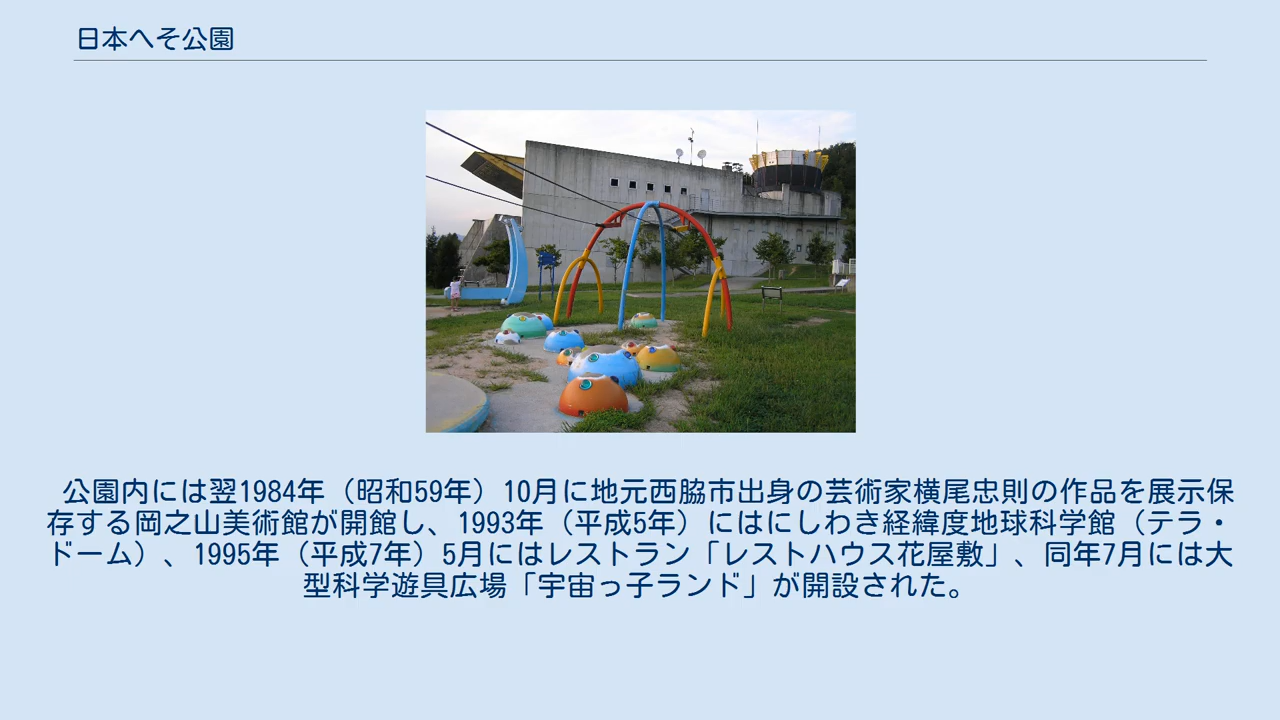 日本へそ公園
公園内には翌1984年（昭和59年）10月に地元西脇市出身の芸術家横尾忠則の作品を展示保
存する岡之山美術館が開館し、1993年（平成5年）にはにしわき経緯度地球科学館（テラ・
ドーム）、1995年（平成7年）5月にはレストラン「レストハウス花屋敷」、同年7月には大
型科学遊具広場「宇宙っ子ランド」が開設された。